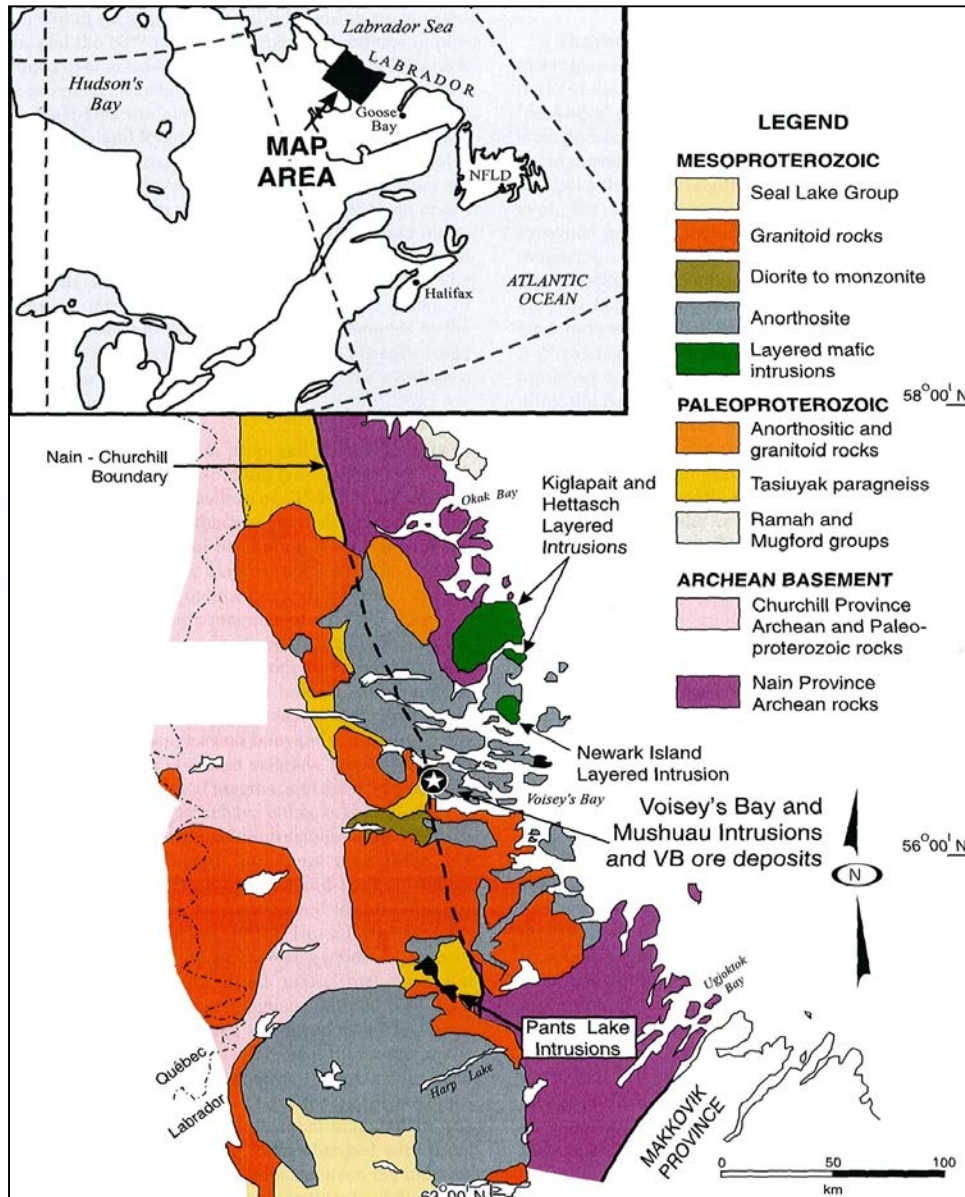 Labrador Sea
LABRADOR
Hudson's
Bay
Goose
Bay
MAP
AREA
NFLD
ATLANTIC
OCEAN
Halifax
LEGEND
MESOPROTEROZOIC
Seal Lake Group
Granitoid rocks
Diorite to monzonite
Anorthosite
Layered mafic
intrusions
58°00' N
PALEOPROTEROZOIC
Anorthositic and
granitoid rocks
Tasiuyak paragneiss
Ramah and
Mugford groups
ARCHEAN BASEMENT
Churchill Province
Archean and Paleo-
proterozoic rocks
Nain Province
Archean rocks
Nain - Churchill
Boundary
Okak Bay
Kiglapait and
Hettasch
Layered
Intrusions
Newark Island
Layered Intrusion
Voisey's Bay
Voisey's Bay and
Mushuau Intrusions
and VB ore deposits
56°00' N
N
Ugjoktok
Bay
Pants Lake
Intrusions
Harp Lake
Québec
Labrador
MAKKOVIK
PROVINCE
0 50 100
km